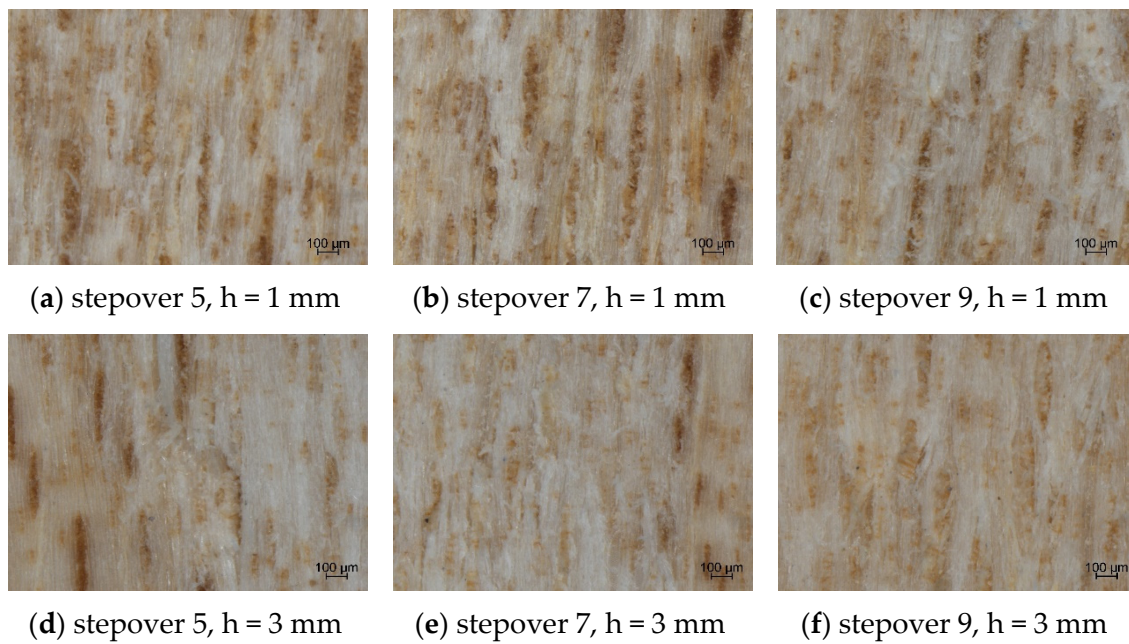 100 µm
100 µm
100 µm
(a) stepover 5, h = 1 mm
(b) stepover 7, h = 1 mm
(c) stepover 9, h = 1 mm
100 µm
100 µm
100 µm
(d) stepover 5, h = 3 mm
(e) stepover 7, h = 3 mm
(f) stepover 9, h = 3 mm